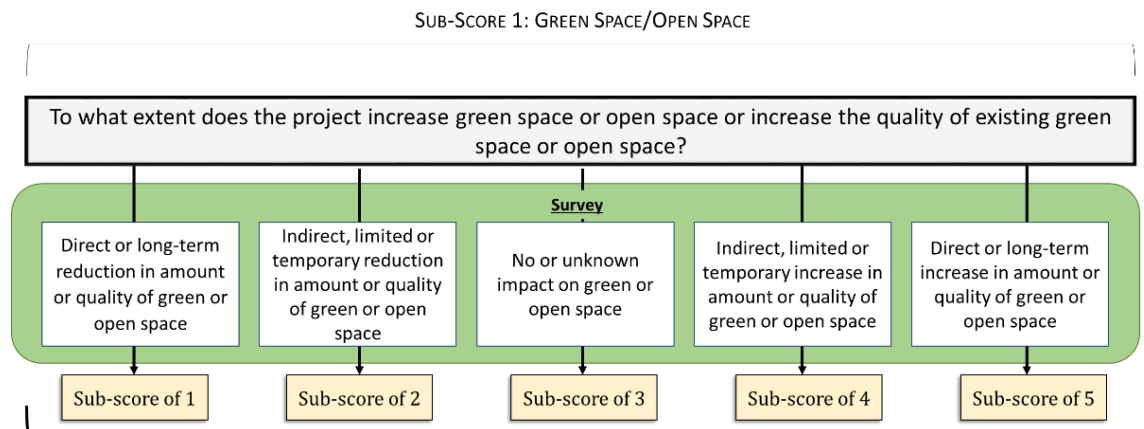 SUB-SCORE 1: GREEN SPACE/OPEN SPACE
To what extent does the project increase green space or open space or increase the quality of existing green
space or open space?
Survey
Direct or long-term
reduction in amount
or quality of green or
open space
Indirect, limited or
temporary reduction
in amount or quality
of green or open
space
No or unknown
impact on green or
open space
Indirect, limited or
temporary increase in
amount or quality of
green or open space
Direct or long-term
increase in amount or
quality of green or
open space
Sub-score of 1
Sub-score of 2
Sub-score of 3
Sub-score of 4
Sub-score of 5